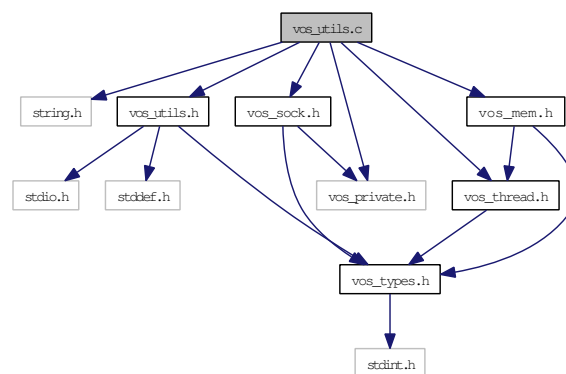 vos_utils.c
string.h
vos_utils.h
vos_sock.h
vos_mem.h
stdio.h
stddef.h
vos_private.h
vos_thread.h
vos_types.h
stdint.h